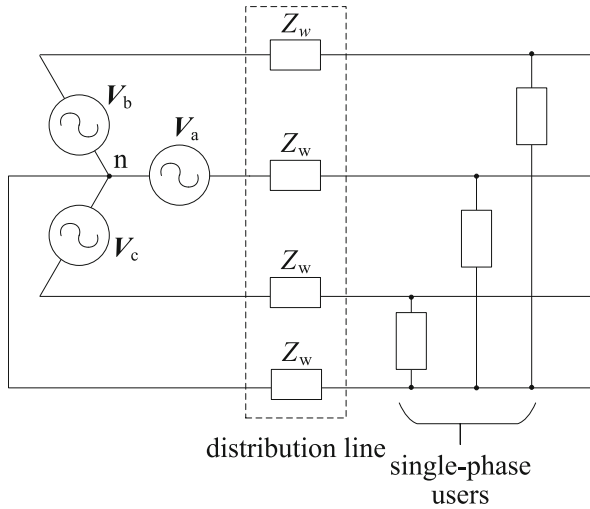 Zw
Vb
Va
n
Zw
Vc
Zw
Zw
distribution line
single-phase
users